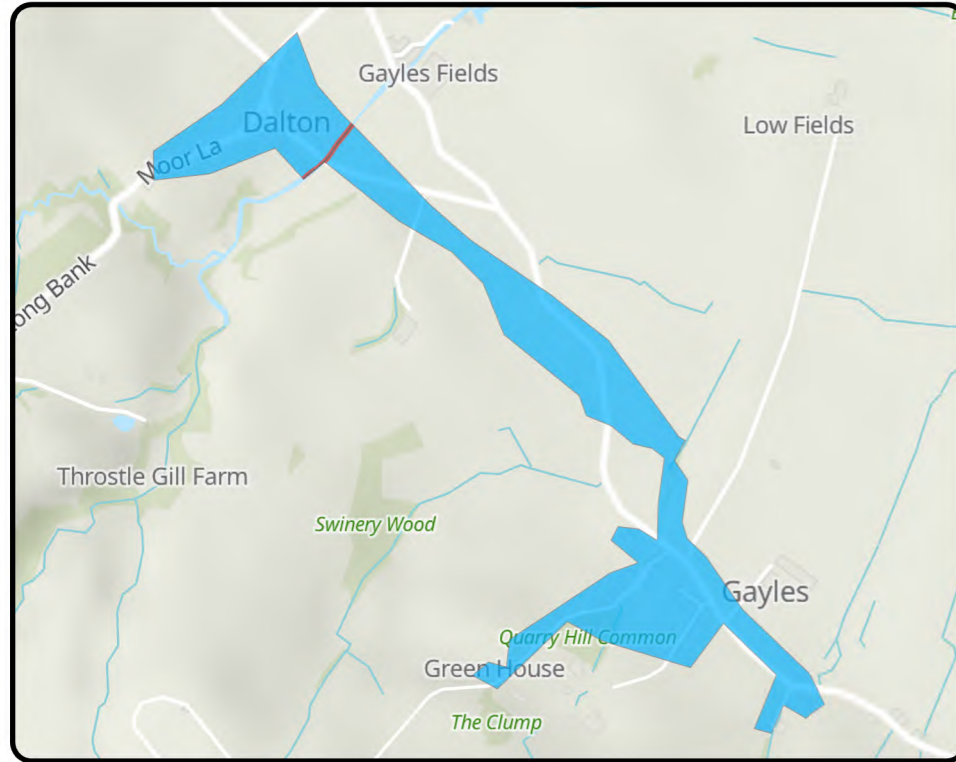 Gayles Fields
Dalton
Low Fields
Moor La
ong Bank
Throstle Gill Farm
Swinery Wood
Gayles
Quarry Hill Common
Green House
The Clump